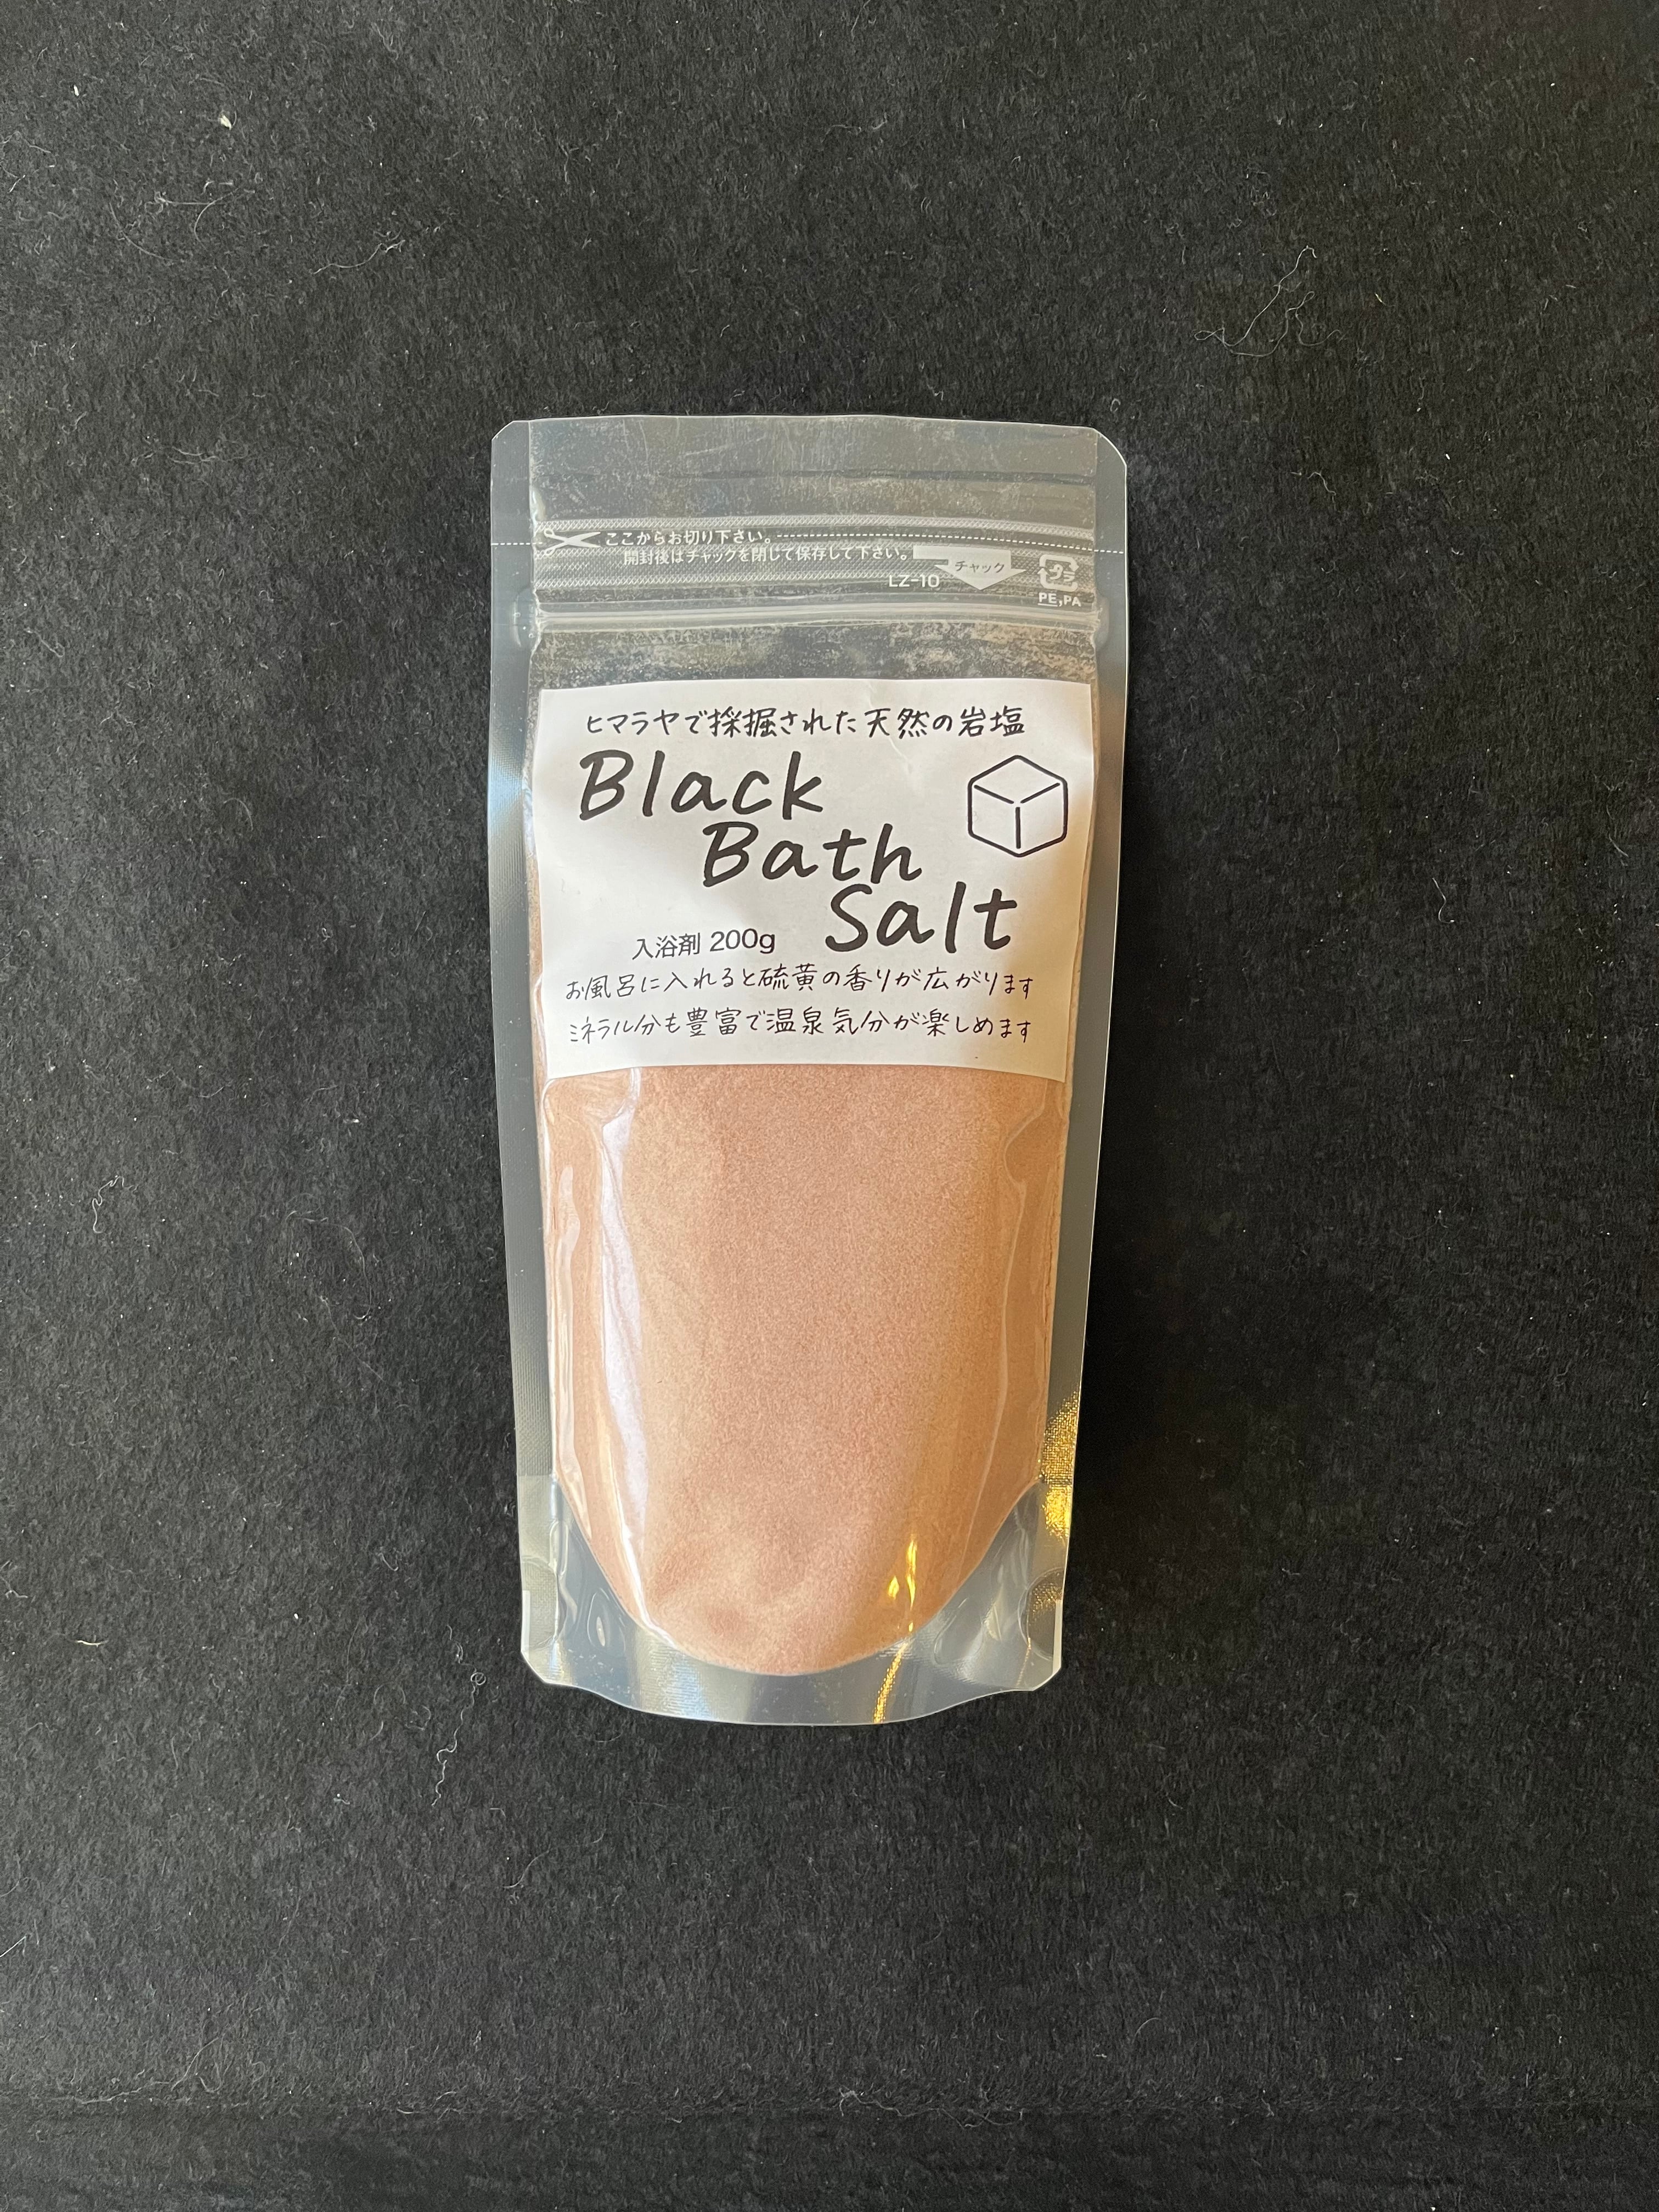 ここからお切り下さい。
開封後はチャックを閉じて保存して下さい。
チャック
LZ-10
プラ
PE,PA
ヒマラヤで採掘された天然の岩塩
Black
Bath
Salt
入浴剤 200g
お風呂に入れると硫黄の香りが広がります
ミネラル分も豊富で温泉気分が楽しめます